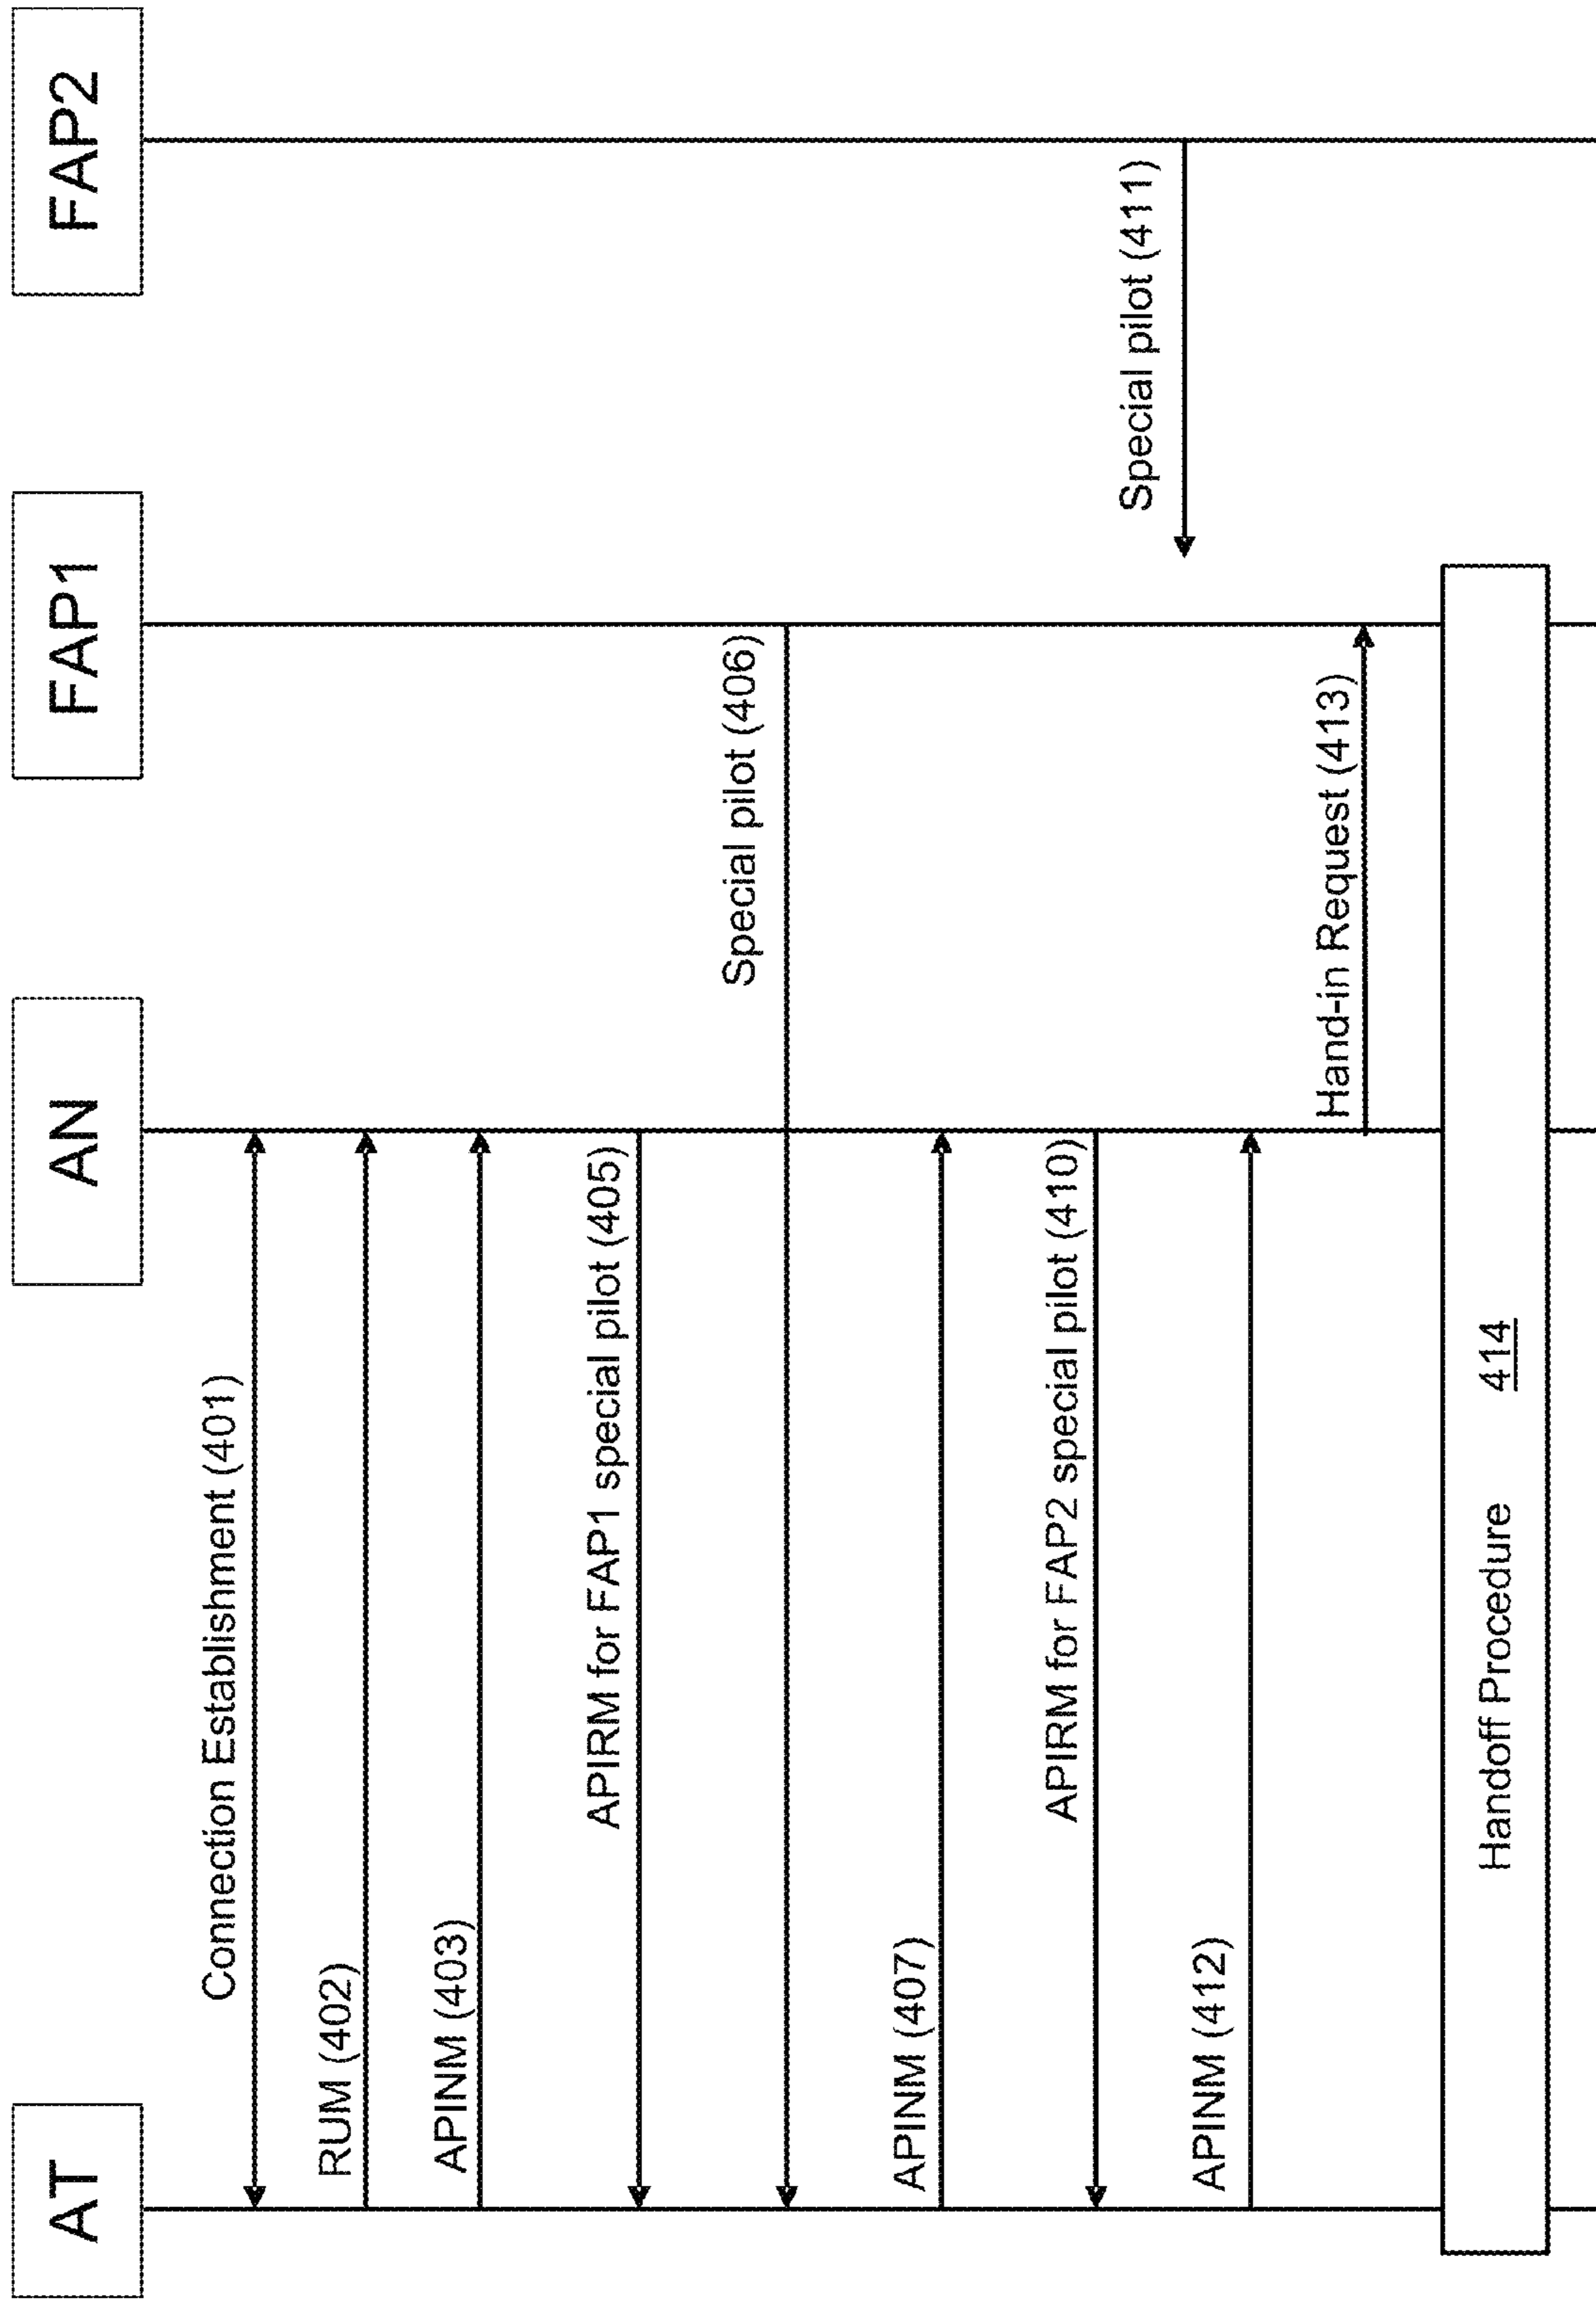 AT
AN
FAP1
FAP2
Connection Establishment (401)
RUM (402)
APINM (403)
APIRM for FAP1 special pilot (405)
Special pilot (406)
APINM (407)
APIRM for FAP2 special pilot (410)
Special pilot (411)
APINM (412)
Hand-in Request (413)
Handoff Procedure 414